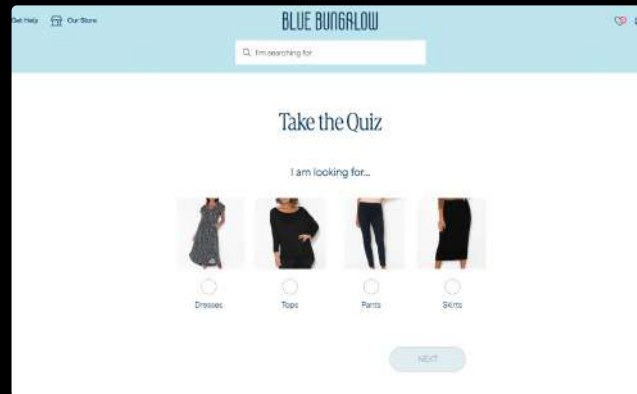 Get Help Our Store
BLUE BUNGALOW
I'm searching for
Take the Quiz
I am looking for...
Dresses Tops Pants Skirts
NEXT